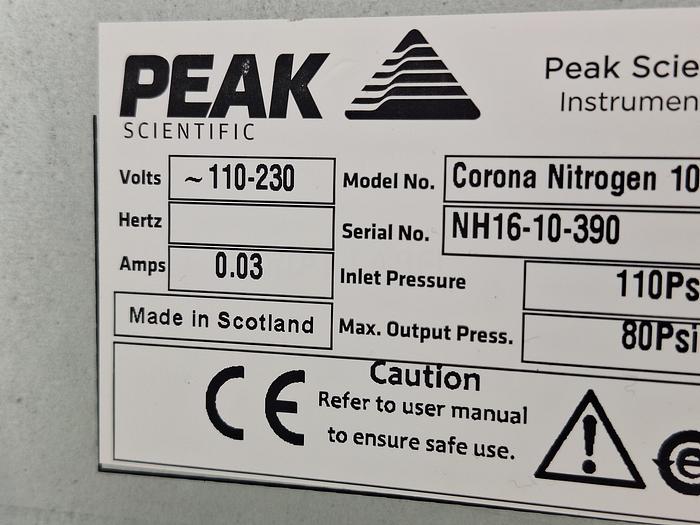 PEAK
SCIENTIFIC
Peak Scie
Instrumen
Volts ~ 110-230
Hertz
Amps 0.03
Made in Scotland
Model No. Corona Nitrogen 10
Serial No. NH16-10-390
Inlet Pressure 110Ps
Max. Output Press. 80Psi
CE
Caution
Refer to user manual
to ensure safe use.